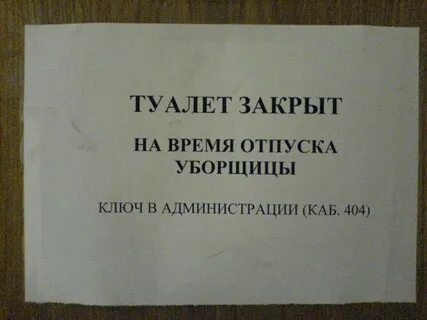 ТУАЛЕТ ЗАКРЫТ
НА ВРЕМЯ ОТПУСКА
УБОРЩИЦЫ
КЛЮЧ В АДМИНИСТРАЦИИ (КАБ. 404)